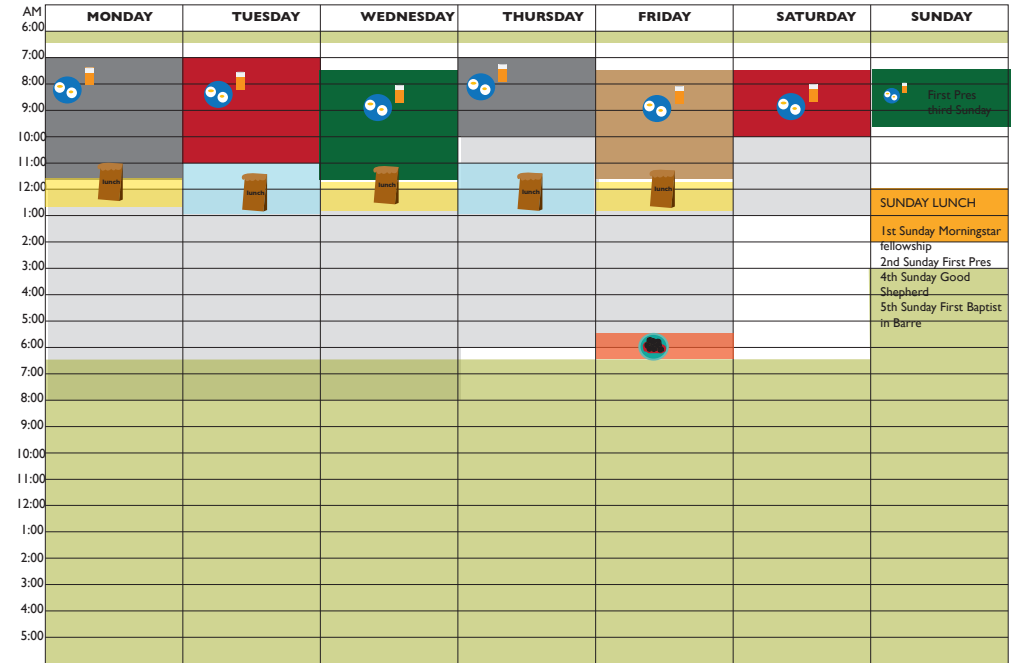 AM
MONDAY TUESDAY WEDNESDAY THURSDAY FRIDAY SATURDAY SUNDAY
6:00
7:00
8:00
9:00
10:00
11:00
12:00
1:00
2:00
3:00
4:00
5:00
6:00
7:00
8:00
9:00
10:00
11:00
12:00
1:00
2:00
3:00
4:00
5:00
lunch
lunch
lunch
lunch
lunch
First Pres
third Sunday
SUNDAY LUNCH
1st Sunday Morningstar
fellowship
2nd Sunday First Pres
4th Sunday Good
Shepherd
5th Sunday First Baptist
in Barre